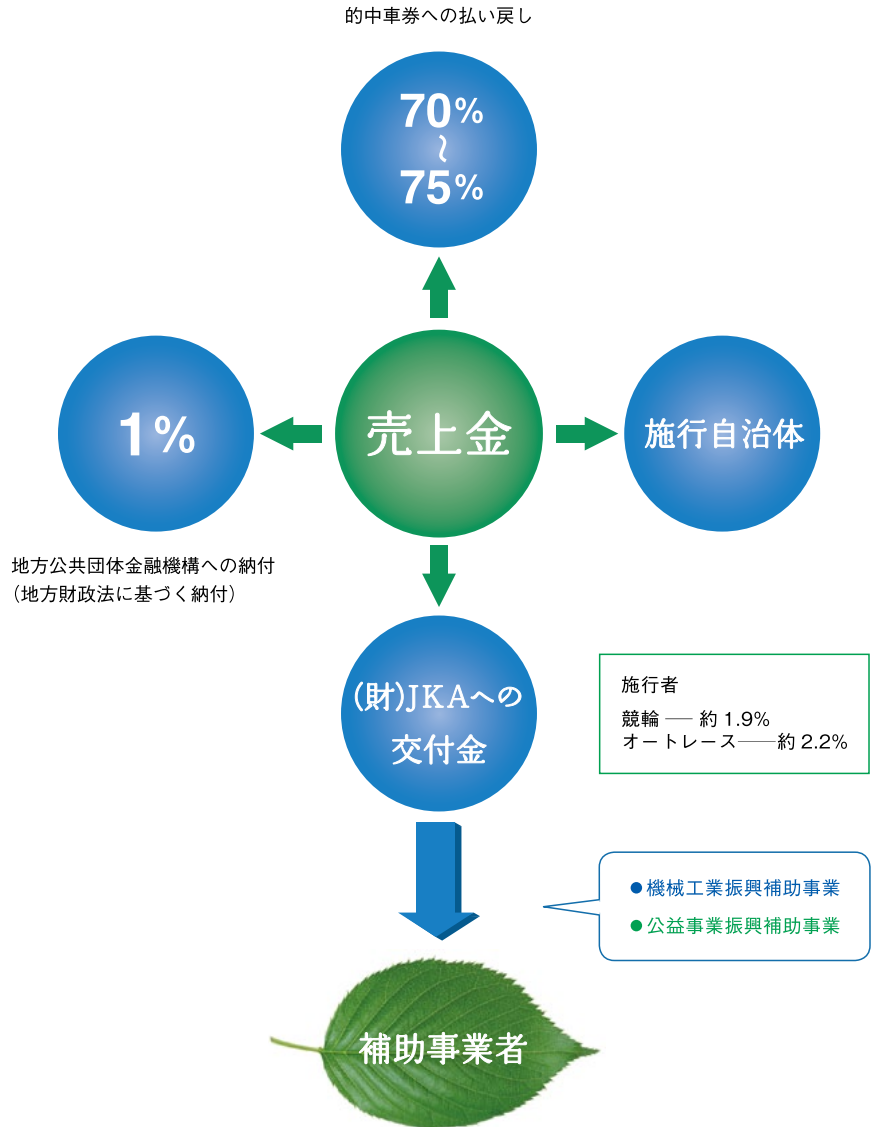 的中車券への払い戻し
70%
〜
75%
1%
売上金
施行自治体
地方公共団体金融機構への納付
(地方財政法に基づく納付)
(財)JKAへの
交付金
施行者
競輪 ── 約 1.9%
オートレース───約 2.2%
●機械工業振興補助事業
●公益事業振興補助事業
補助事業者